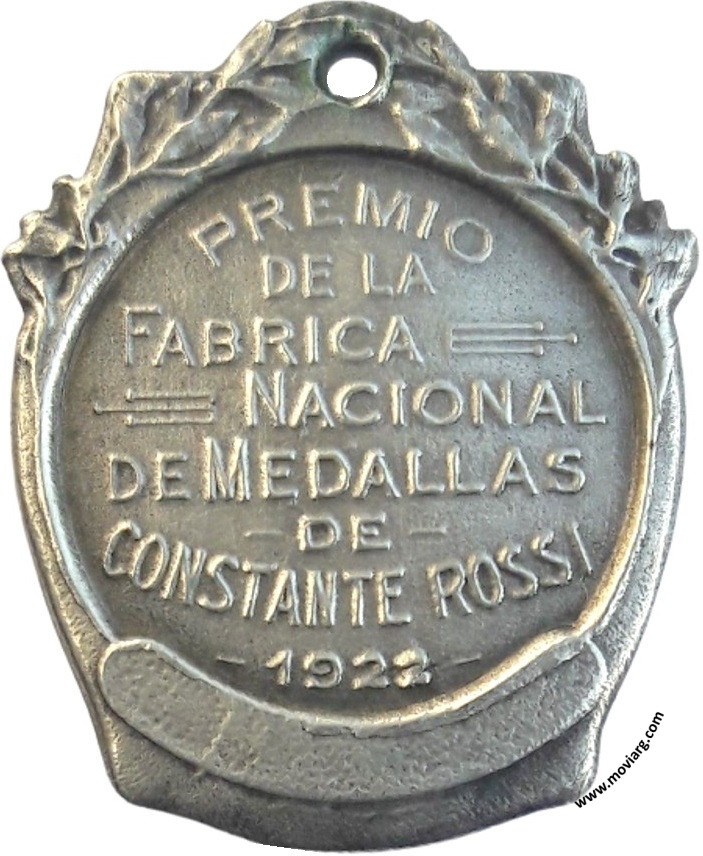 PREMIO
DE LA
FABRICA
NACIONAL
DE MEDALLAS
- DE -
CONSTANTE ROSSI
- 1922 -
www.moviarg.com